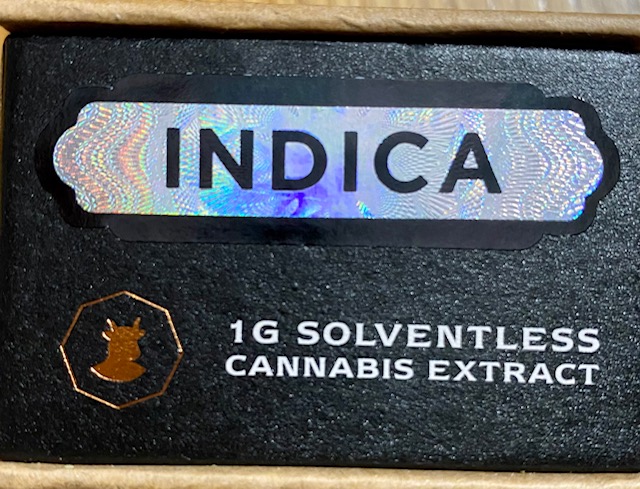 INDICA
1G SOLVENTLESS
CANNABIS EXTRACT